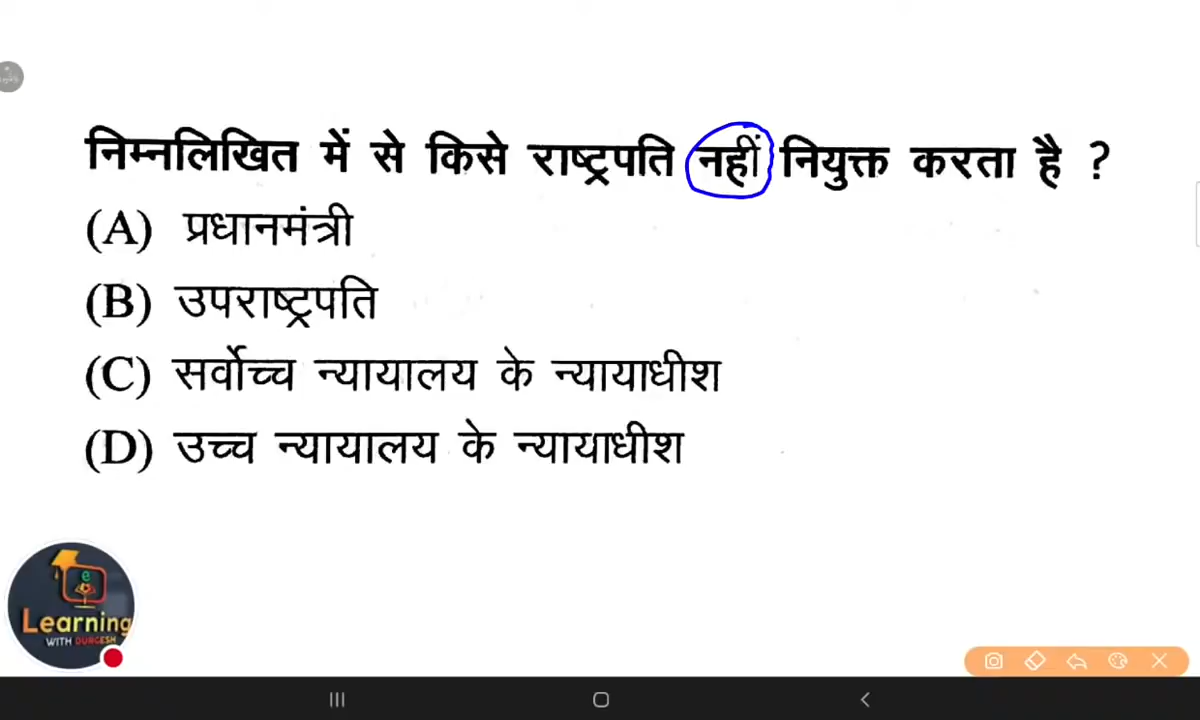 निम्नलिखित में से किसे राष्ट्रपति नहीं नियुक्त करता है ?
(A) प्रधानमंत्री
(B) उपराष्ट्रपति
(C) सर्वोच्च न्यायालय के न्यायाधीश
(D) उच्च न्यायालय के न्यायाधीश
e
Learning
WITH DURGESH